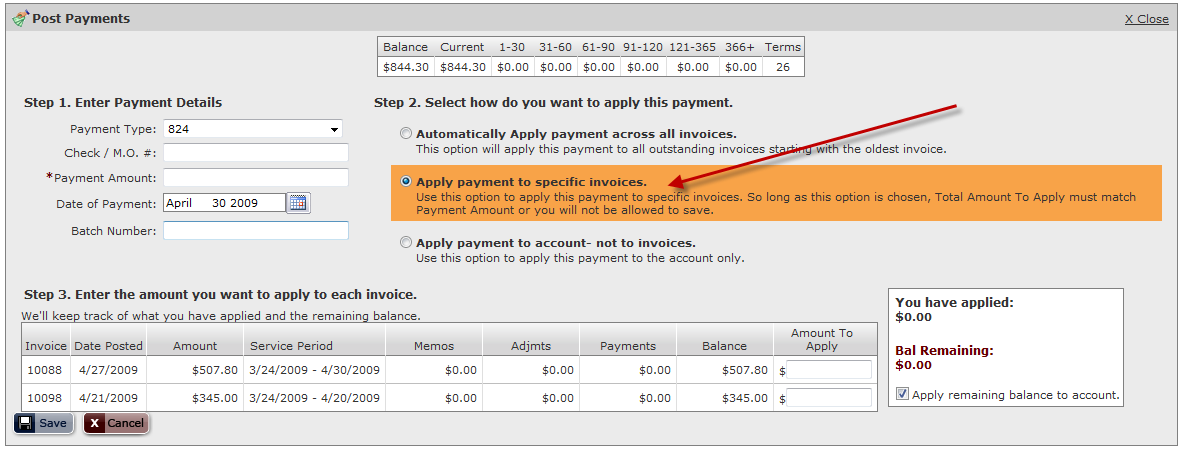 Post Payments X Close
Balance Current 1-30 31-60 61-90 91-120 121-365 366+ Terms
$844.30 $844.30 $0.00 $0.00 $0.00 $0.00 $0.00 $0.00 26
Step 1. Enter Payment Details
Payment Type: 824
Check / M.O. #:
*Payment Amount:
Date of Payment: April 30 2009
Batch Number:
Step 2. Select how do you want to apply this payment.
Automatically Apply payment across all invoices.
This option will apply this payment to all outstanding invoices starting with the oldest invoice.
Apply payment to specific invoices.
Use this option to apply this payment to specific invoices. So long as this option is chosen, Total Amount To Apply must match
Payment Amount or you will not be allowed to save.
Apply payment to account- not to invoices.
Use this option to apply this payment to the account only.
Step 3. Enter the amount you want to apply to each invoice.
We'll keep track of what you have applied and the remaining balance.
Invoice Date Posted Amount Service Period Memos Adjmts Payments Balance Amount To
Apply
10088 4/27/2009 $507.80 3/24/2009 - 4/30/2009 $0.00 $0.00 $0.00 $507.80 $
10098 4/21/2009 $345.00 3/24/2009 - 4/20/2009 $0.00 $0.00 $0.00 $345.00 $
You have applied:
$0.00
Bal Remaining:
$0.00
Apply remaining balance to account.
Save X Cancel